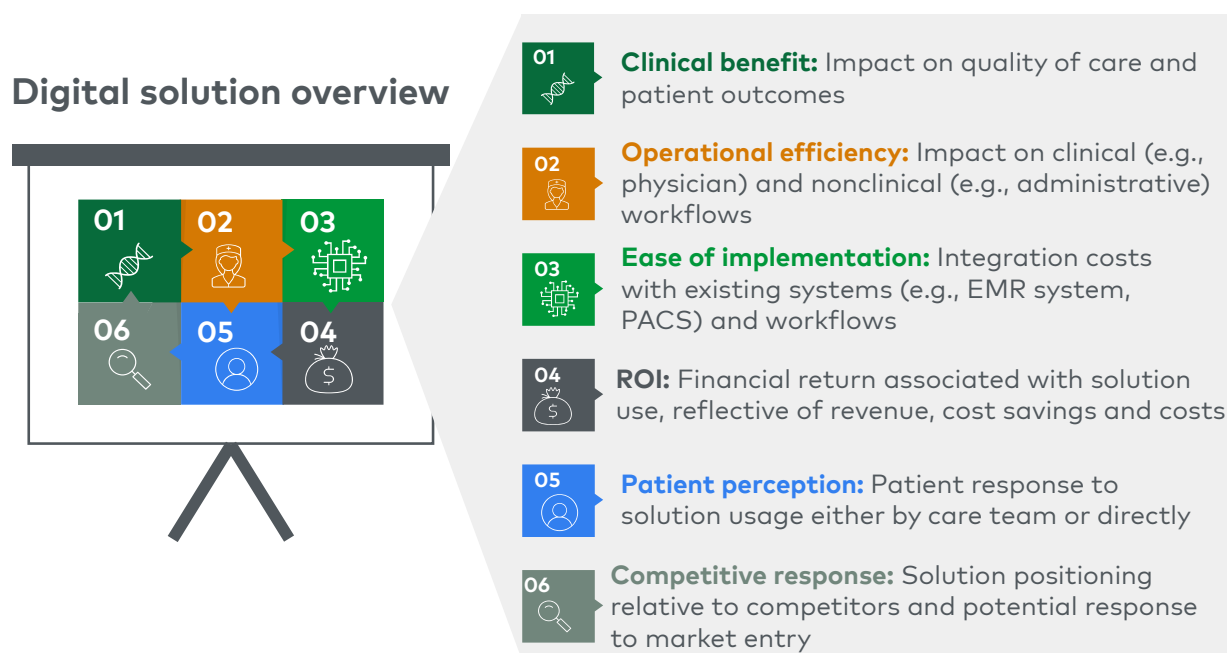 Digital solution overview
01 02 03
06 05 04
$
01
Clinical benefit: Impact on quality of care and
patient outcomes
02
Operational efficiency: Impact on clinical (e.g.,
physician) and nonclinical (e.g., administrative)
workflows
03
Ease of implementation: Integration costs
with existing systems (e.g., EMR system,
PACS) and workflows
04
$
ROI: Financial return associated with solution
use, reflective of revenue, cost savings and costs
05
Patient perception: Patient response to
solution usage either by care team or directly
06
Competitive response: Solution positioning
relative to competitors and potential response
to market entry